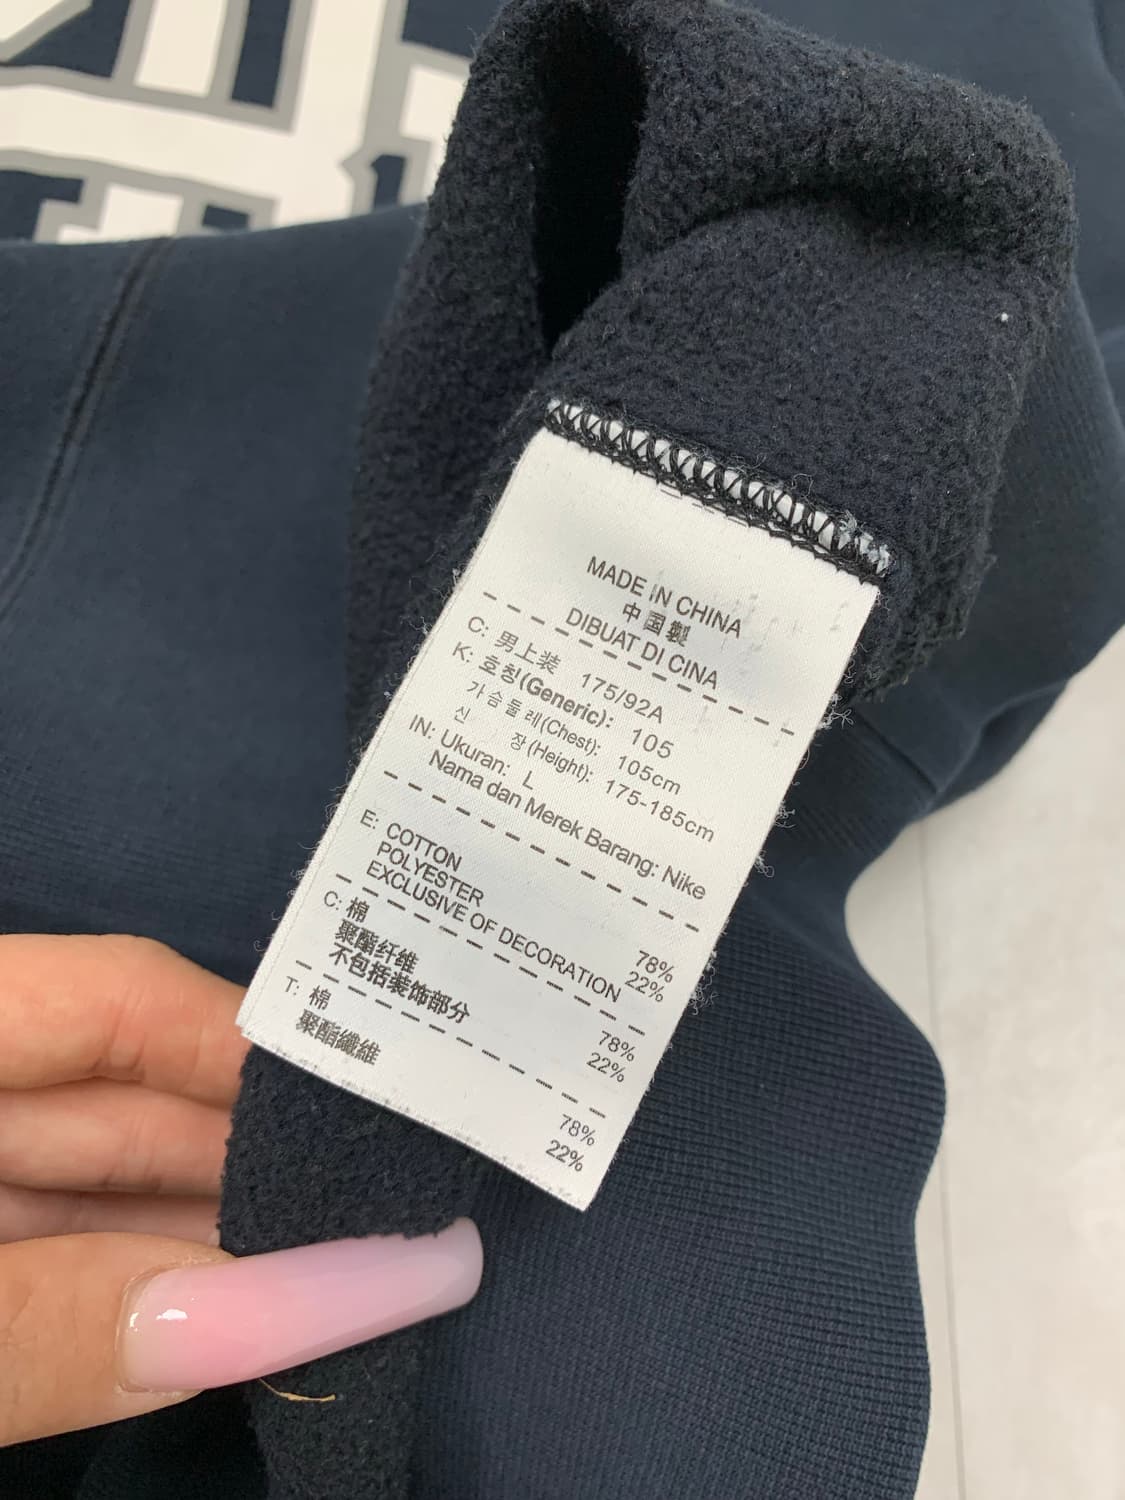 MADE IN CHINA
中国製
DIBUAT DI CINA
C: 男上装 175/92A
K: 호칭(Generic): 105
가슴둘레(Chest): 105cm
신 장(Height): 175-185cm
IN: Ukuran: L
Nama dan Merek Barang: Nike
E: COTTON 78%
POLYESTER 22%
EXCLUSIVE OF DECORATION
C: 棉 78%
聚酯纤维 22%
不包括装饰部分
T: 棉 78%
聚酯纖維 22%